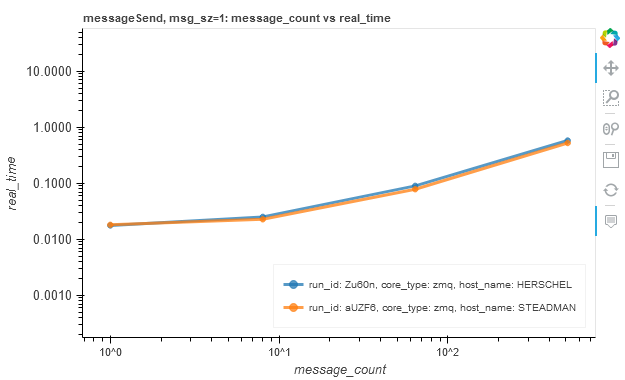 messageSend, msg_sz=1: message_count vs real_time
10.0000
1.0000
0.1000
0.0100
0.0010
real_time
run_id: Zu60n, core_type: zmq, host_name: HERSCHEL
run_id: aUZF6, core_type: zmq, host_name: STEADMAN
10^0
10^1
10^2
message_count